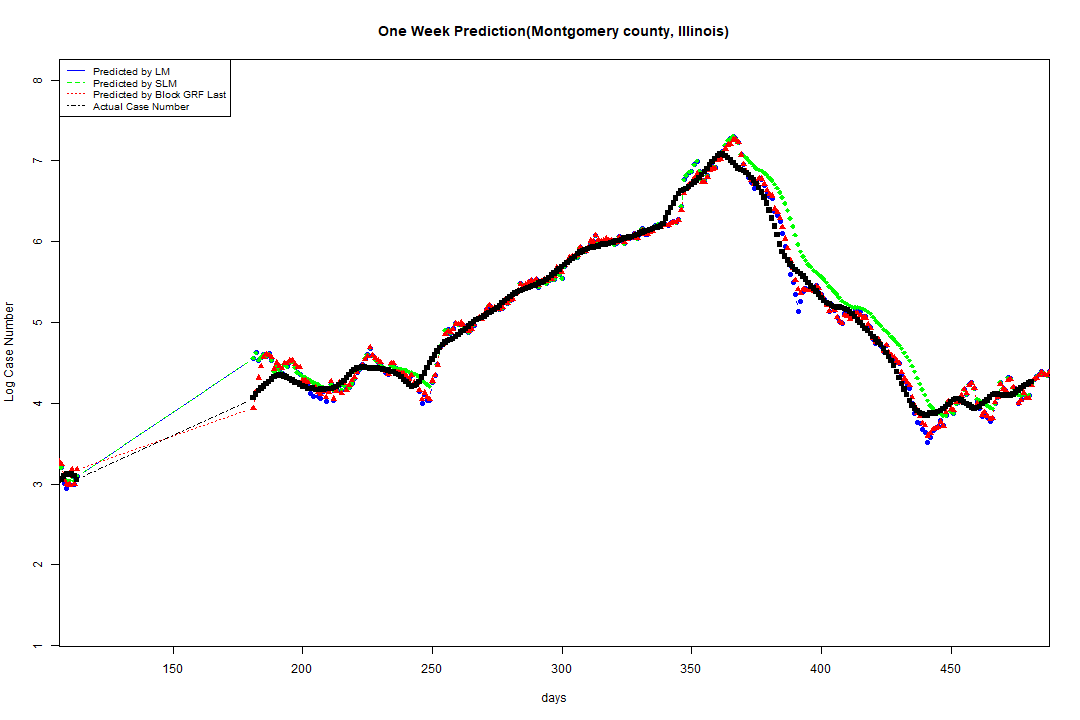 One Week Prediction(Montgomery county, Illinois)
Predicted by LM
Predicted by SLM
Predicted by Block GRF Last
Actual Case Number
8
7
6
5
4
3
2
1
Log Case Number
150 200 250 300 350 400 450
days